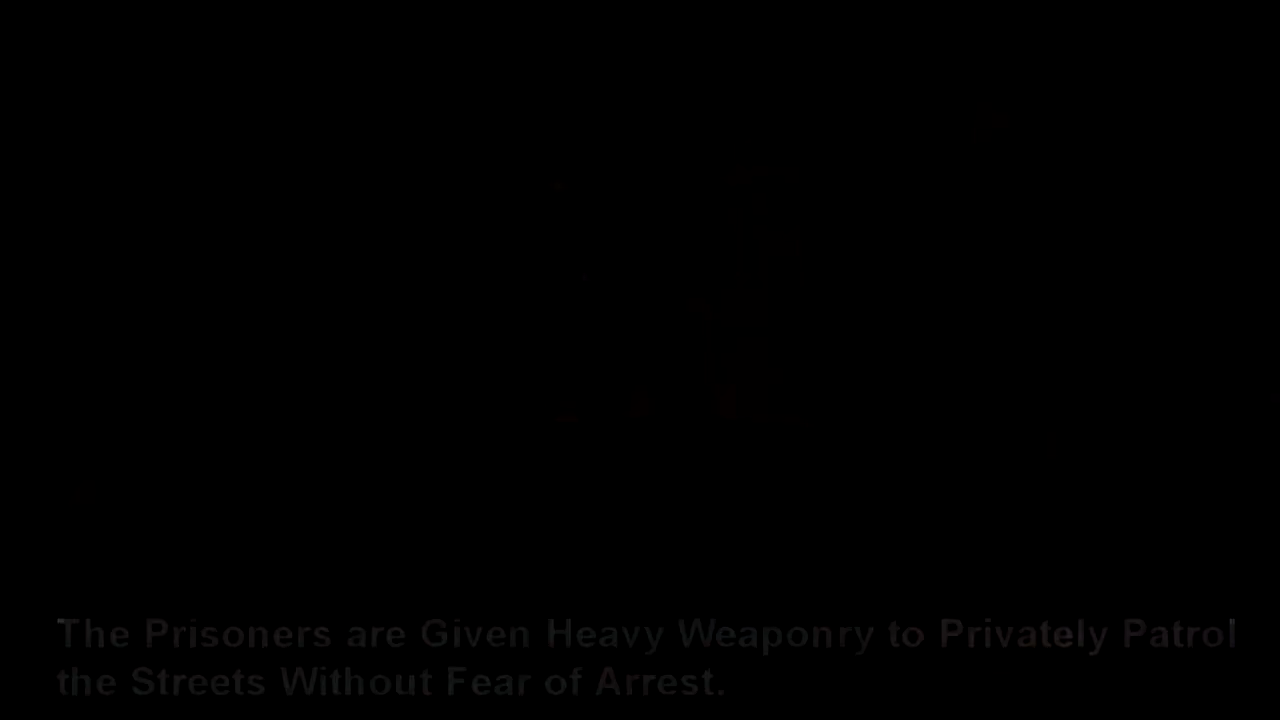 The Prisoners are Given Heavy Weaponry to Privately Patrol
the Streets Without Fear of Arrest.